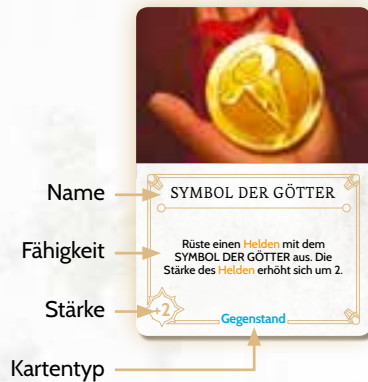 Name
SYMBOL DER GÖTTER
Fähigkeit
Rüste einen Helden mit dem
SYMBOL DER GÖTTER aus. Die
Stärke des Helden erhöht sich um 2.
Stärke
+2
Gegenstand
Kartentyp